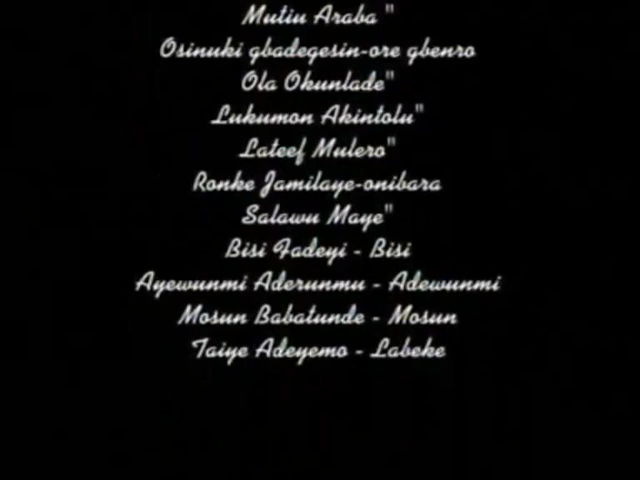 Mutiu Araba "
Osinuki gbadegesin-ore gbenro
Ola Okunlade"
Lukumon Akintolu"
Lateef Mulero"
Ronke Jamilaye-onibara
Salawu Maye"
Bisi Fadeyi - Bisi
Ayewunmi Aderunmu - Adewunmi
Mosun Babatunde - Mosun
Taiye Adeyemo - Labeke